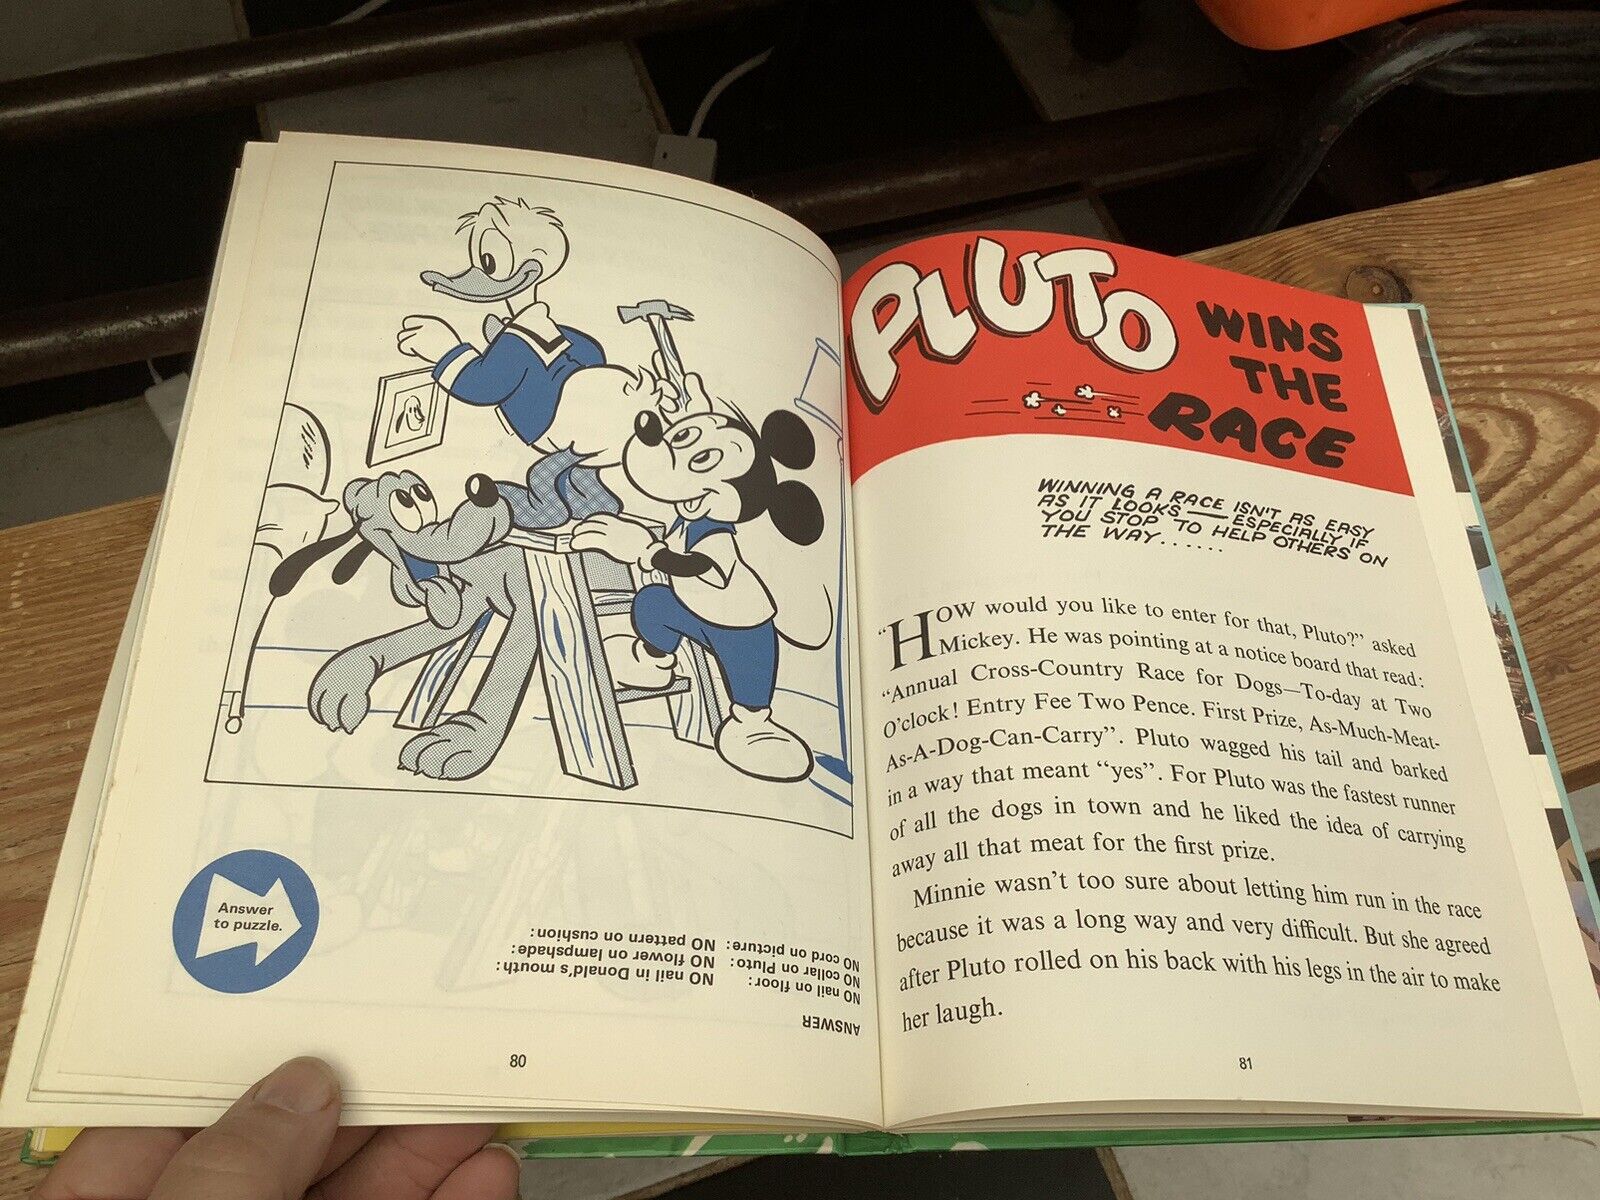 Answer
to puzzle.
ANSWER
NO nail on floor: NO nail in Donald's mouth:
NO collar on Pluto: NO flower on lampshade:
NO cord on picture: NO pattern on cushion:
80
PLUTO
WINS
THE
RACE
WINNING A RACE ISN'T AS EASY
AS IT LOOKS — ESPECIALLY IF
YOU STOP TO HELP OTHERS ON
THE WAY......
"HOW would you like to enter for that, Pluto?" asked
Mickey. He was pointing at a notice board that read:
"Annual Cross-Country Race for Dogs—To-day at Two
O'clock! Entry Fee Two Pence. First Prize, As-Much-Meat-
As-A-Dog-Can-Carry". Pluto wagged his tail and barked
in a way that meant "yes". For Pluto was the fastest runner
of all the dogs in town and he liked the idea of carrying
away all that meat for the first prize.
Minnie wasn't too sure about letting him run in the race
because it was a long way and very difficult. But she agreed
after Pluto rolled on his back with his legs in the air to make
her laugh.
81